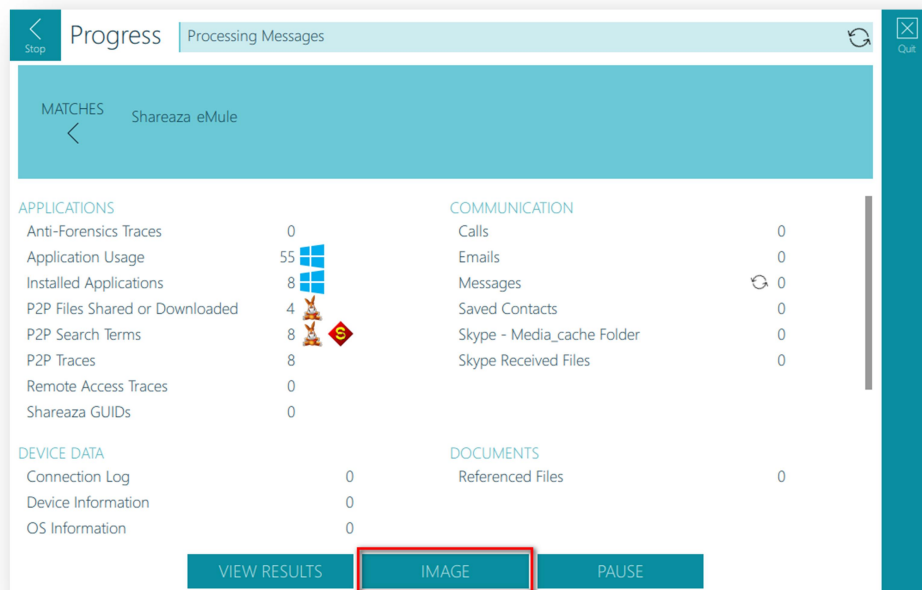 Stop
Progress
Processing Messages
Quit
MATCHES
Shareaza eMule
APPLICATIONS
Anti-Forensics Traces 0
Application Usage 55
Installed Applications 8
P2P Files Shared or Downloaded 4
P2P Search Terms 8 S
P2P Traces 8
Remote Access Traces 0
Shareaza GUIDs 0
COMMUNICATION
Calls 0
Emails 0
Messages 0
Saved Contacts 0
Skype - Media_cache Folder 0
Skype Received Files 0
DEVICE DATA
Connection Log 0
Device Information 0
OS Information 0
DOCUMENTS
Referenced Files 0
VIEW RESULTS
IMAGE
PAUSE